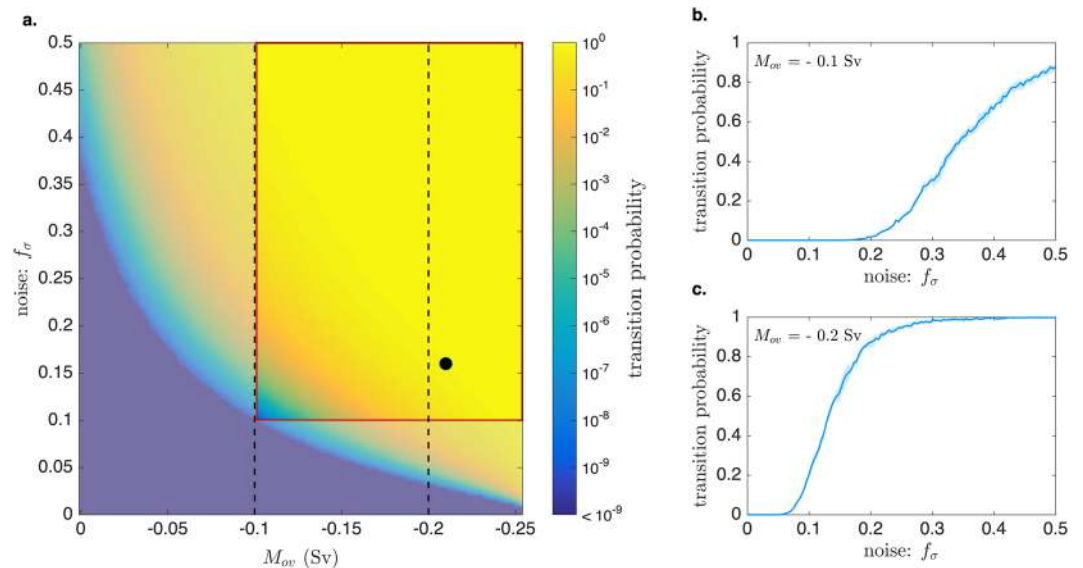 a.
0.5
0.45
0.4
0.35
0.3
0.25
0.2
0.15
0.1
0.05
0
noise: fσ
0 -0.05 -0.1 -0.15 -0.2 -0.25
Mov (Sv)
10^0
10^-1
10^-2
10^-3
10^-4
10^-5
10^-6
10^-7
10^-8
10^-9
< 10^-9
transition probability
b.
Mov = - 0.1 Sv
1
0.8
0.6
0.4
0.2
0
transition probability
0 0.1 0.2 0.3 0.4 0.5
noise: fσ
c.
Mov = - 0.2 Sv
1
0.8
0.6
0.4
0.2
0
transition probability
0 0.1 0.2 0.3 0.4 0.5
noise: fσ